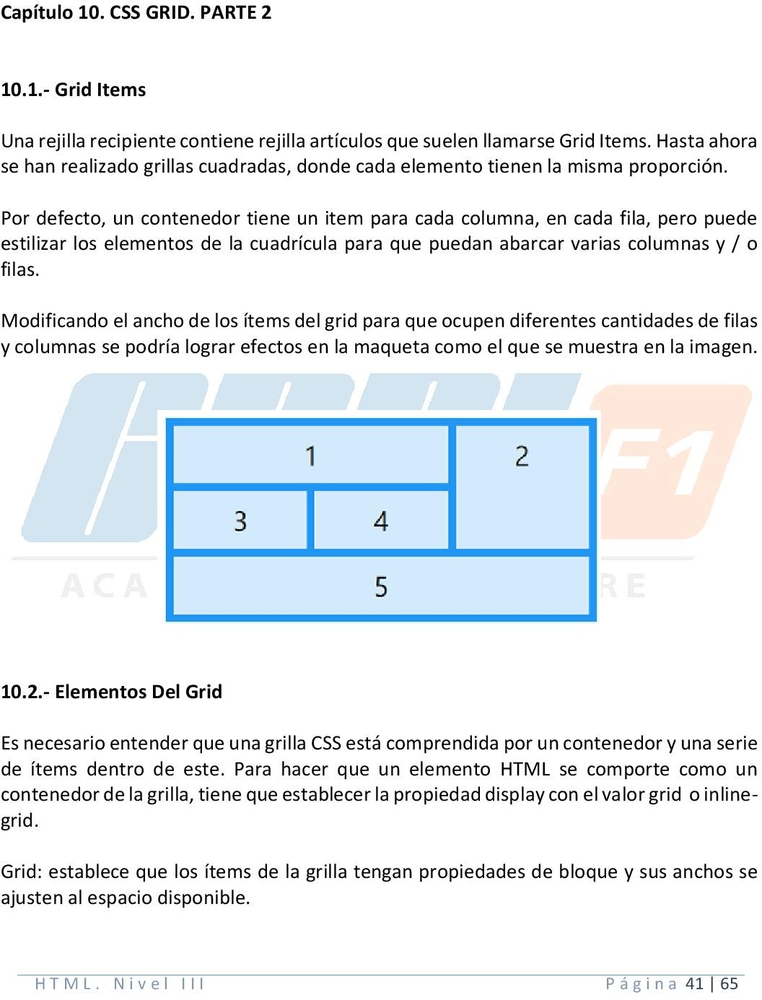 Capítulo 10. CSS GRID. PARTE 2
10.1.- Grid Items
Una rejilla recipiente contiene rejilla artículos que suelen llamarse Grid Items. Hasta ahora
se han realizado grillas cuadradas, donde cada elemento tienen la misma proporción.
Por defecto, un contenedor tiene un item para cada columna, en cada fila, pero puede
estilizar los elementos de la cuadrícula para que puedan abarcar varias columnas y / o
filas.
Modificando el ancho de los ítems del grid para que ocupen diferentes cantidades de filas
y columnas se podría lograr efectos en la maqueta como el que se muestra en la imagen.
F1
1
2
3
4
5
ACA
RE
10.2.- Elementos Del Grid
Es necesario entender que una grilla CSS está comprendida por un contenedor y una serie
de ítems dentro de este. Para hacer que un elemento HTML se comporte como un
contenedor de la grilla, tiene que establecer la propiedad display con el valor grid o inline-
grid.
Grid: establece que los ítems de la grilla tengan propiedades de bloque y sus anchos se
ajusten al espacio disponible.
HTML. Nivel III
Página 41 | 65